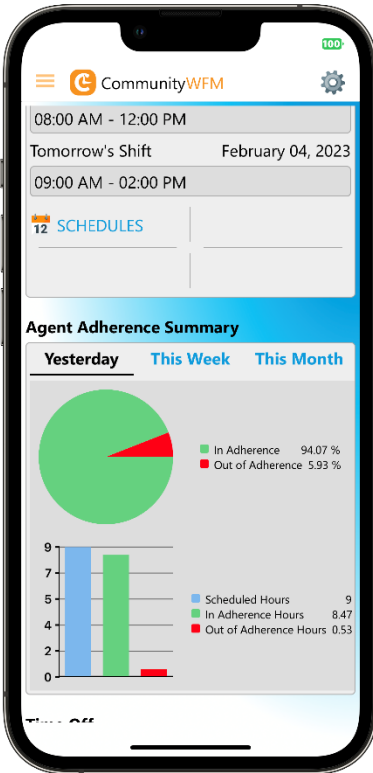 100
CommunityWFM
08:00 AM - 12:00 PM
Tomorrow's Shift February 04, 2023
09:00 AM - 02:00 PM
12 SCHEDULES
Agent Adherence Summary
Yesterday This Week This Month
In Adherence 94.07 %
Out of Adherence 5.93 %
9
7
5
4
2
0
Scheduled Hours 9
In Adherence Hours 8.47
Out of Adherence Hours 0.53
Time Off